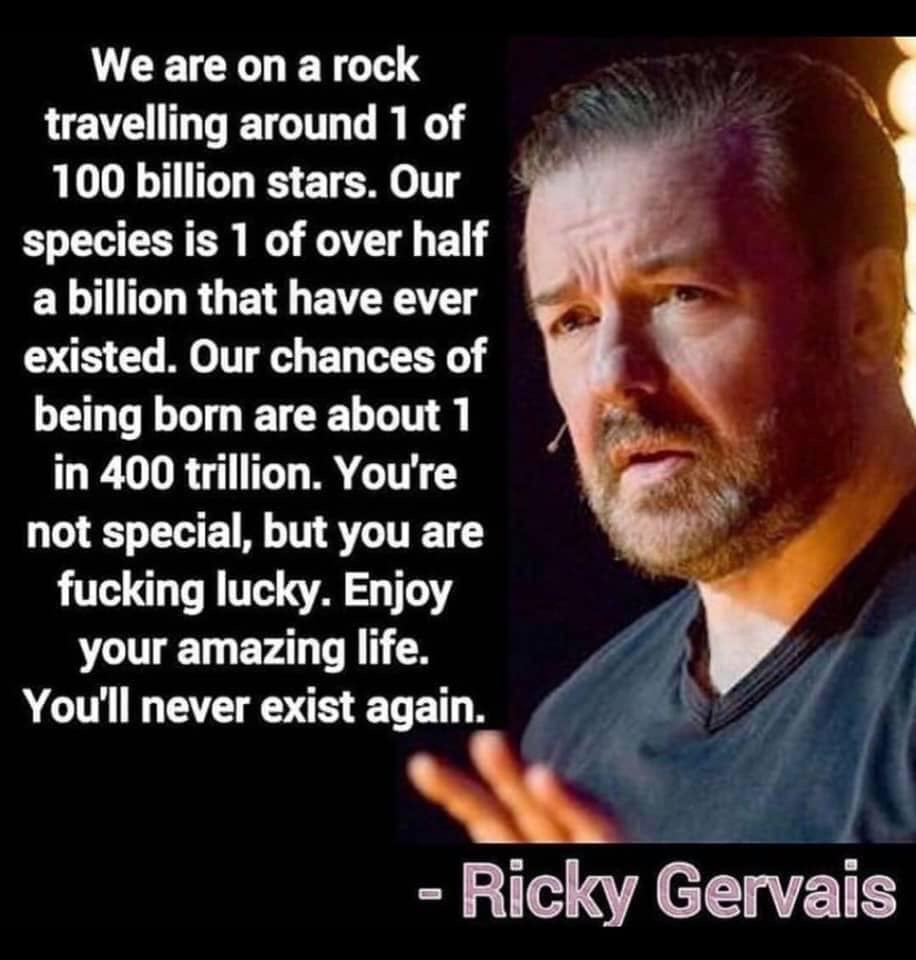 We are on a rock
travelling around 1 of
100 billion stars. Our
species is 1 of over half
a billion that have ever
existed. Our chances of
being born are about 1
in 400 trillion. You're
not special, but you are
fucking lucky. Enjoy
your amazing life.
You'll never exist again.
- Ricky Gervais